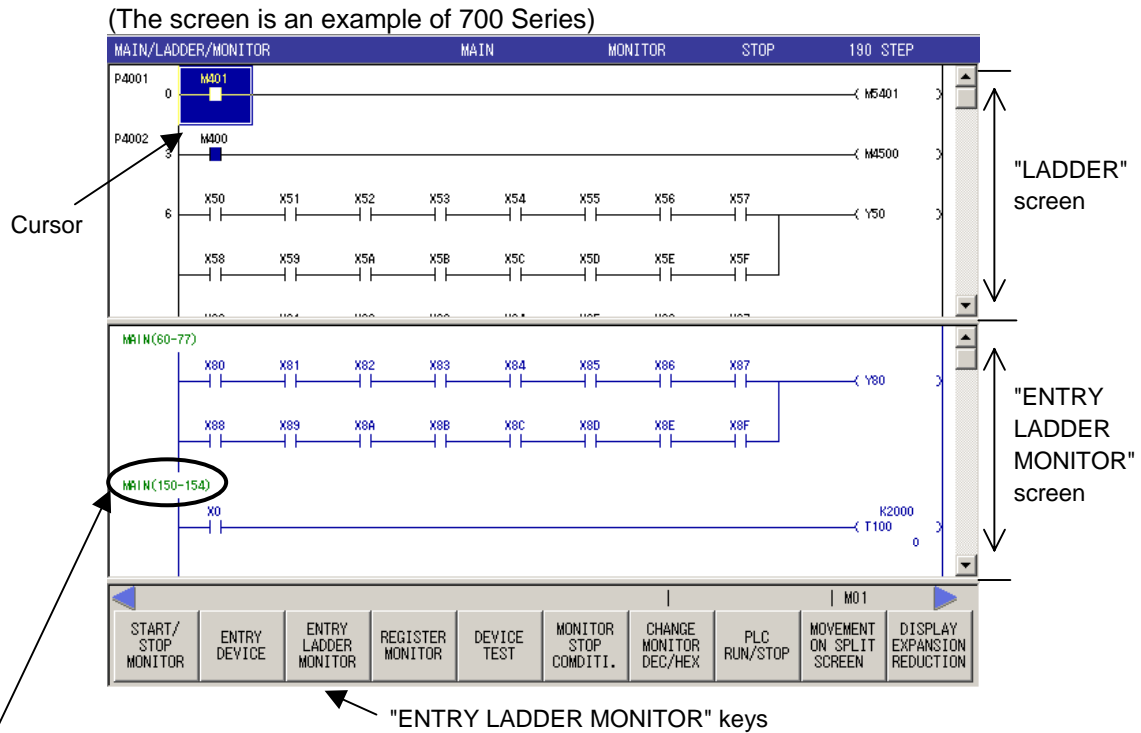 (The screen is an example of 700 Series)
MAIN/LADDER/MONITOR MAIN MONITOR STOP 190 STEP
P4001 M401
0 M5401
P4002 M400
3 M4500
X50 X51 X52 X53 X54 X55 X56 X57
6 Y50
X58 X59 X5A X5B X5C X5D X5E X5F
Cursor
"LADDER"
screen
MAIN(60-77)
X80 X81 X82 X83 X84 X85 X86 X87
Y80
X88 X89 X8A X8B X8C X8D X8E X8F
MAIN(150-154)
X0 K2000
T100
0
"ENTRY
LADDER
MONITOR"
screen
M01
START/
STOP
MONITOR
ENTRY
DEVICE
ENTRY
LADDER
MONITOR
REGISTER
MONITOR
DEVICE
TEST
MONITOR
STOP
COMDITI.
CHANGE
MONITOR
DEC/HEX
PLC
RUN/STOP
MOVEMENT
ON SPLIT
SCREEN
DISPLAY
EXPANSION
REDUCTION
"ENTRY LADDER MONITOR" keys